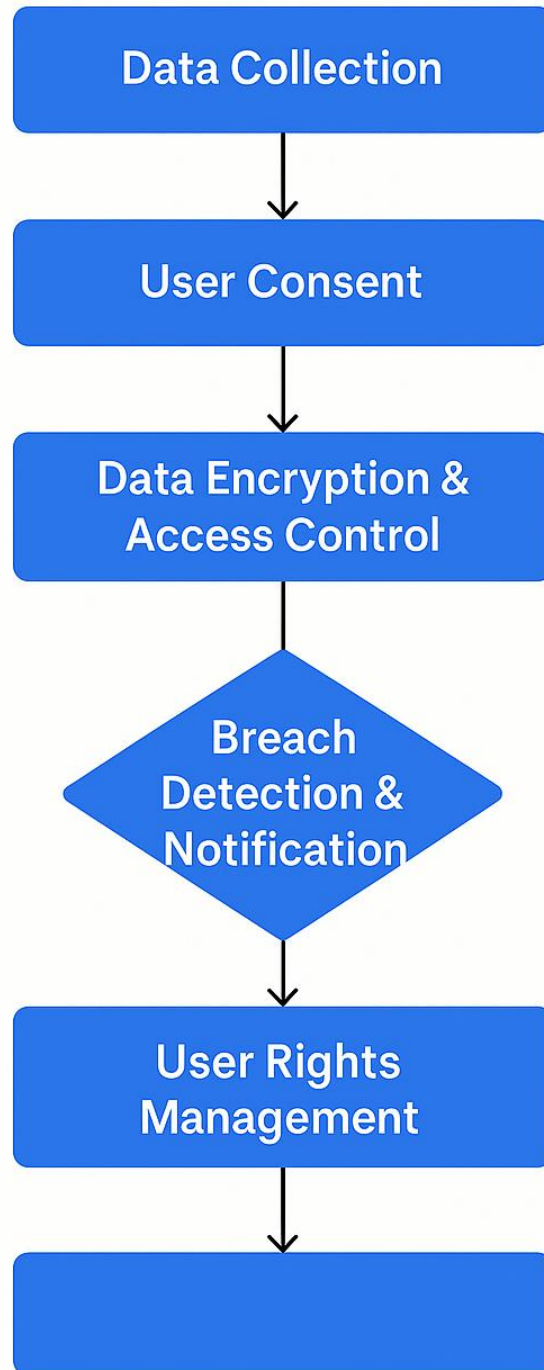 Data Collection
User Consent
Data Encryption &
Access Control
Breach
Detection &
Notification
User Rights
Management